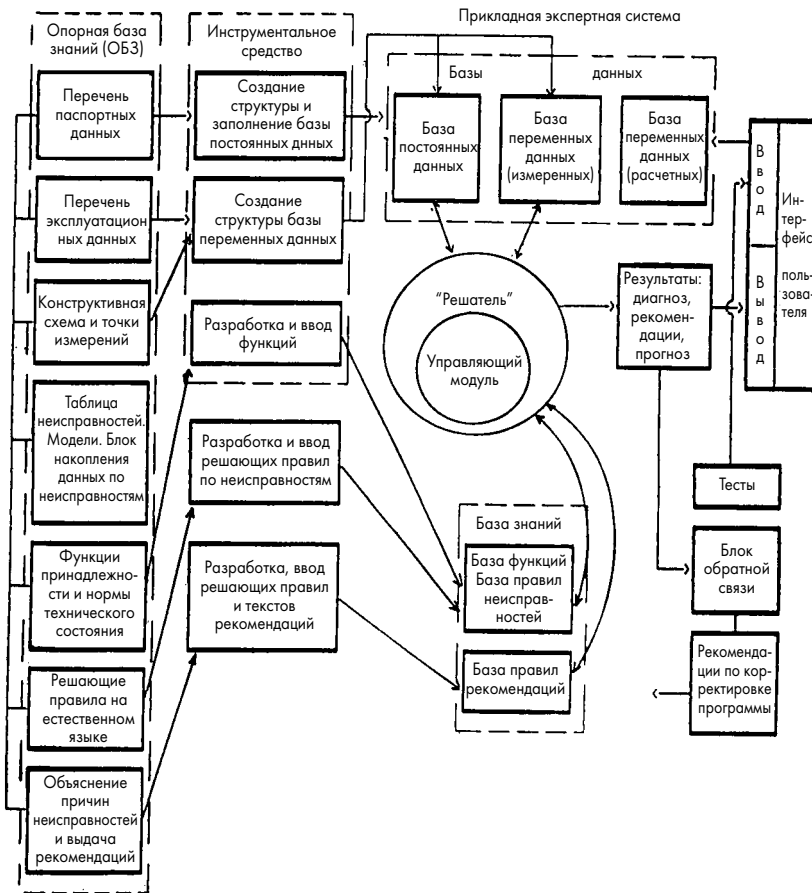 Прикладная экспертная система
Опорная база
знаний (ОБЗ)
Перечень
паспортных
данных
Перечень
эксплуатацион
ных данных
Конструктивная
схема и точки
измерений
Таблица
неисправностей.
Модели. Блок
накопления
данных по
неисправностям
Функции
принадлежно-
сти и нормы
технического
состояния
Решающие
правила на
естественном
языке
Объяснение
причин
неисправностей
и выдача
рекомендаций
Инструментальное
средство
Создание
структуры и
заполнение базы
постоянных днных
Создание
структуры базы
переменных данных
Разработка и ввод
функций
Разработка и ввод
решающих правил
по неисправностям
Разработка, ввод
решающих правил
и текстов
рекомендаций
Базы данных
База
постоянных
данных
База
переменных
данных
(измеренных)
База
переменных
данных
(расчетных)
"Решатель"
Управляющий
модуль
База знаний
База функций
База правил
неисправ-
ностей
База правил
рекомендаций
Результаты:
диагноз,
рекомен-
дации,
прогноз
Ввод
Вывод
Ин-
тер-
фейс
поль-
зова-
теля
Тесты
Блок
обратной
связи
Рекоменда-
ции по кор-
ректировке
программы